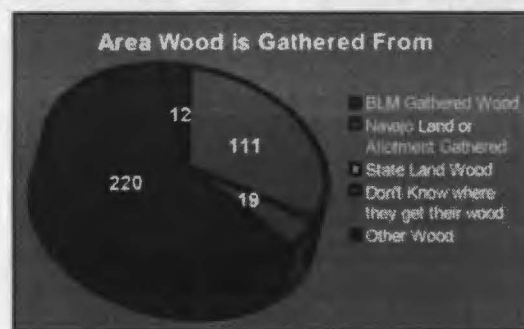 Area Wood is Gathered From
12
111
220
19
BLM Gathered Wood
Navajo Land or
Allotment Gathered
State Land Wood
Don't Know where
they get their wood
Other Wood